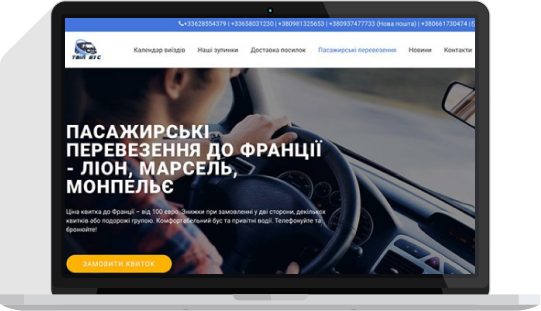 +33628554379 | +33658031230 | +380981325653 | +380937477733 (Нова пошта) | +380661730474 |
ТВІЙ БУС
Календар виїздів Наші зупинки Доставка посилок Пасажирські перевезення Новини Контакти
ПАСАЖИРСЬКІ
ПЕРЕВЕЗЕННЯ ДО ФРАНЦІЇ
- ЛІОН, МАРСЕЛЬ,
МОНПЕЛЬЄ
Ціна квитка до Франції – від 100 євро. Знижки при замовленні у дві сторони, декількох
квитків або подорожі групою. Комфортабельний бус та привітні водії. Телефонуйте та
бронюйте!
ЗАМОВИТИ КВИТОК